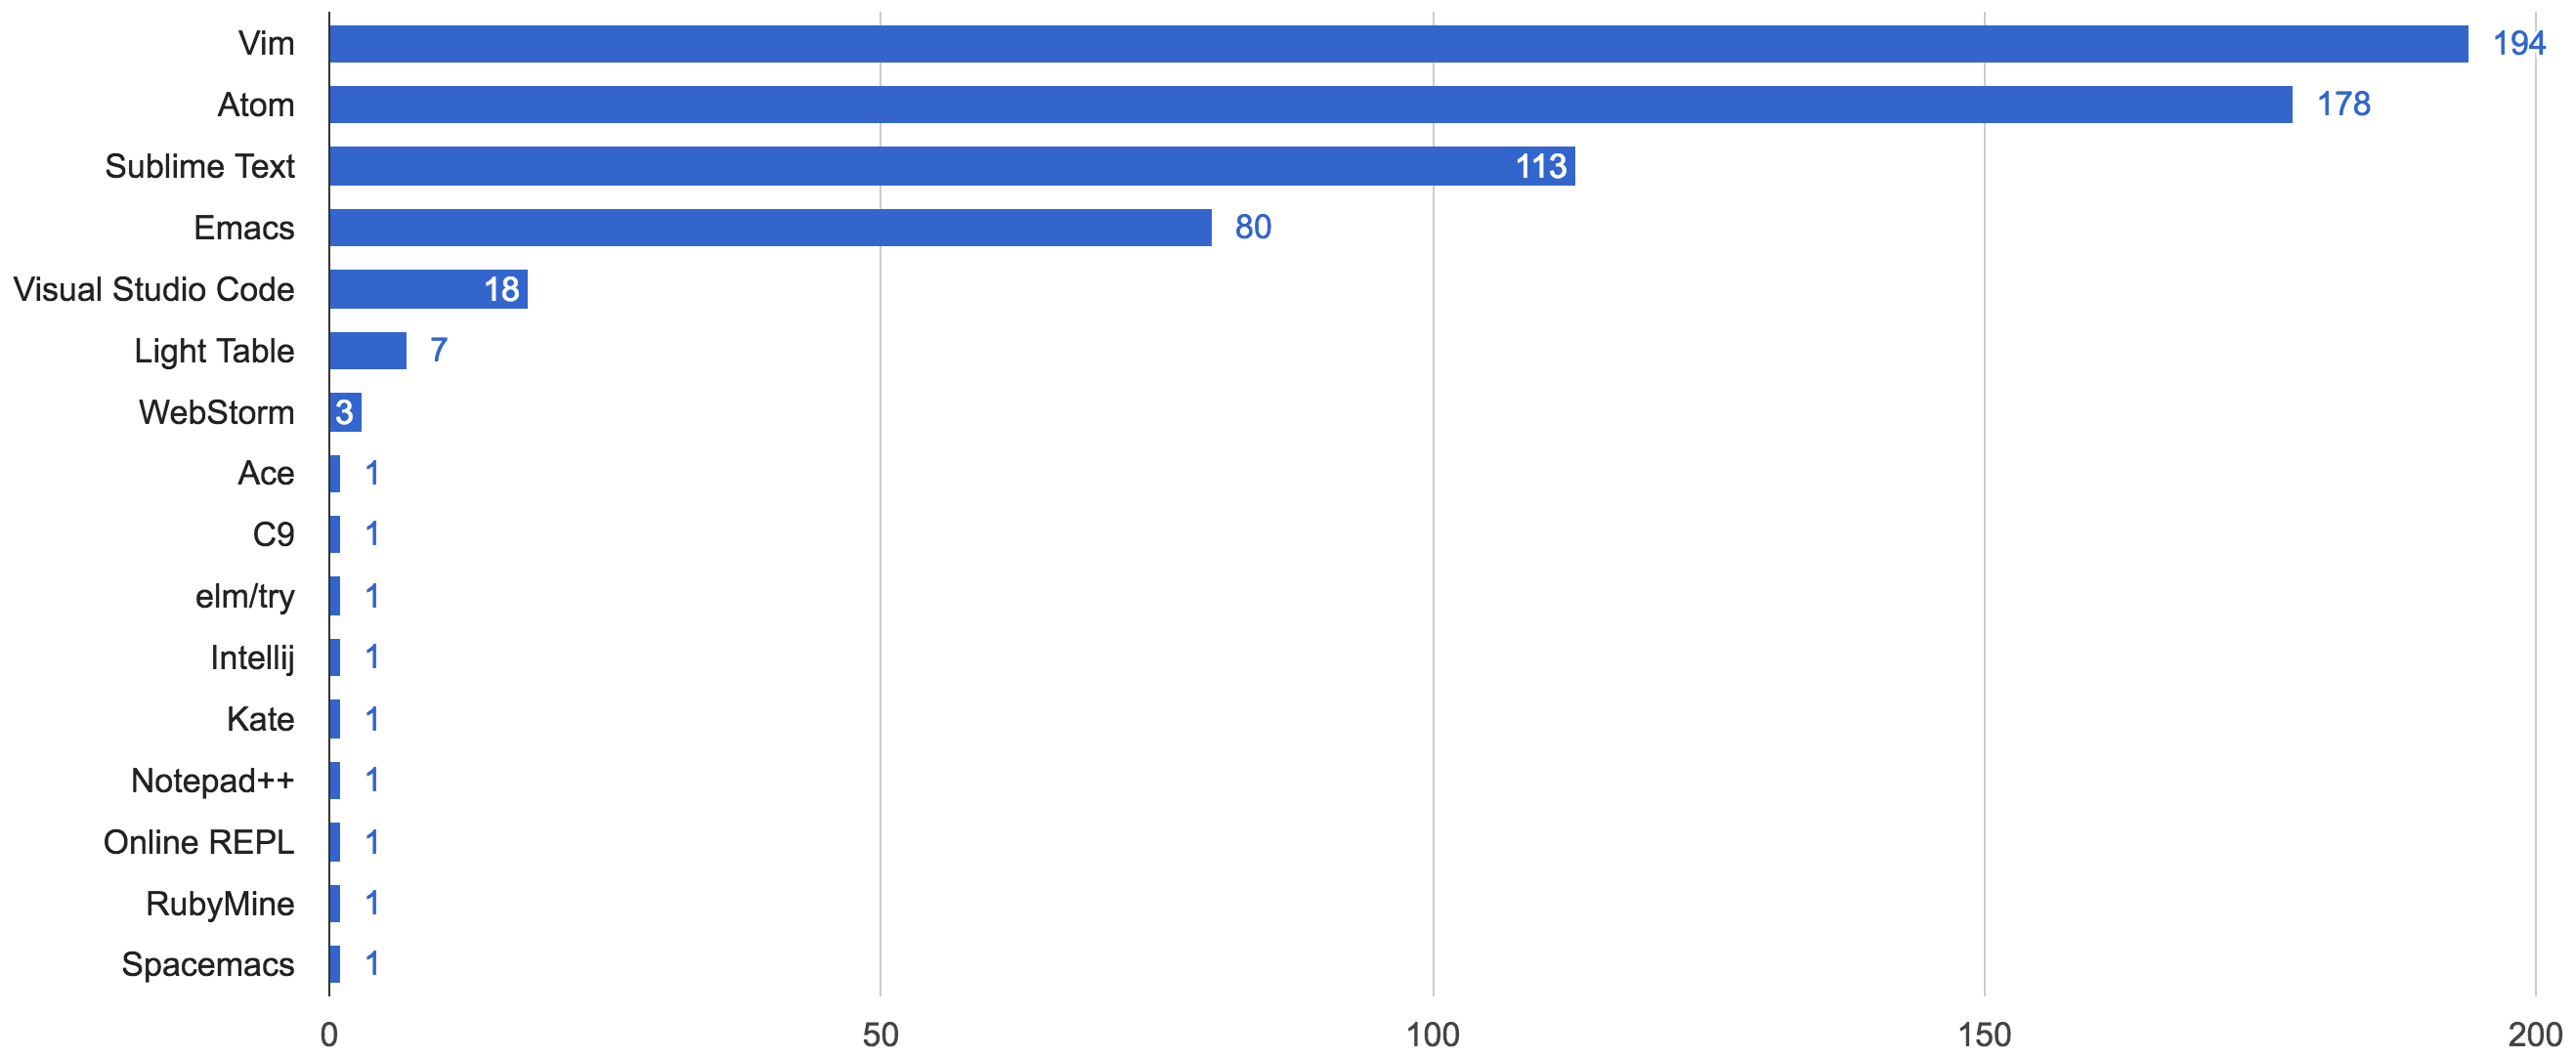 Vim 194
Atom 178
Sublime Text 113
Emacs 80
Visual Studio Code 18
Light Table 7
WebStorm 3
Ace 1
C9 1
elm/try 1
Intellij 1
Kate 1
Notepad++ 1
Online REPL 1
RubyMine 1
Spacemacs 1
0 50 100 150 200